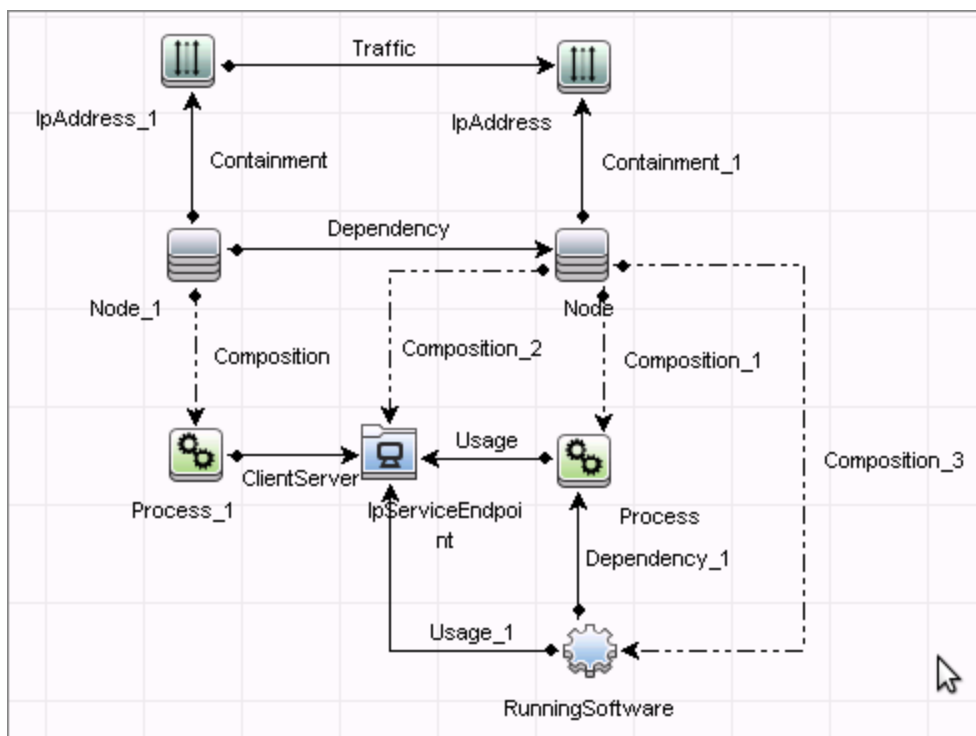 Traffic
IpAddress_1
IpAddress
Containment
Containment_1
Dependency
Node_1
Node
Composition
Composition_2
Composition_1
Usage
Composition_3
ClientServer
Process_1
IpServiceEndpoi
nt
Process
Dependency_1
Usage_1
RunningSoftware